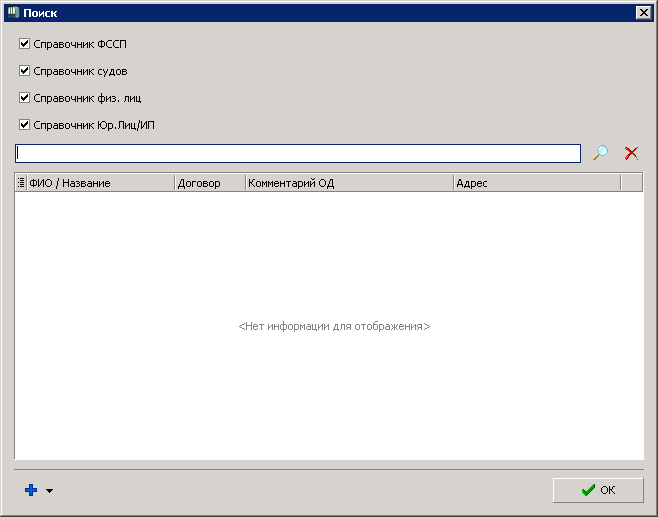 Поиск
Справочник ФССП
Справочник судов
Справочник физ. лиц
Справочник Юр.Лиц/ИП
ФИО / Название Договор Комментарий ОД Адрес
<Нет информации для отображения>
ОК